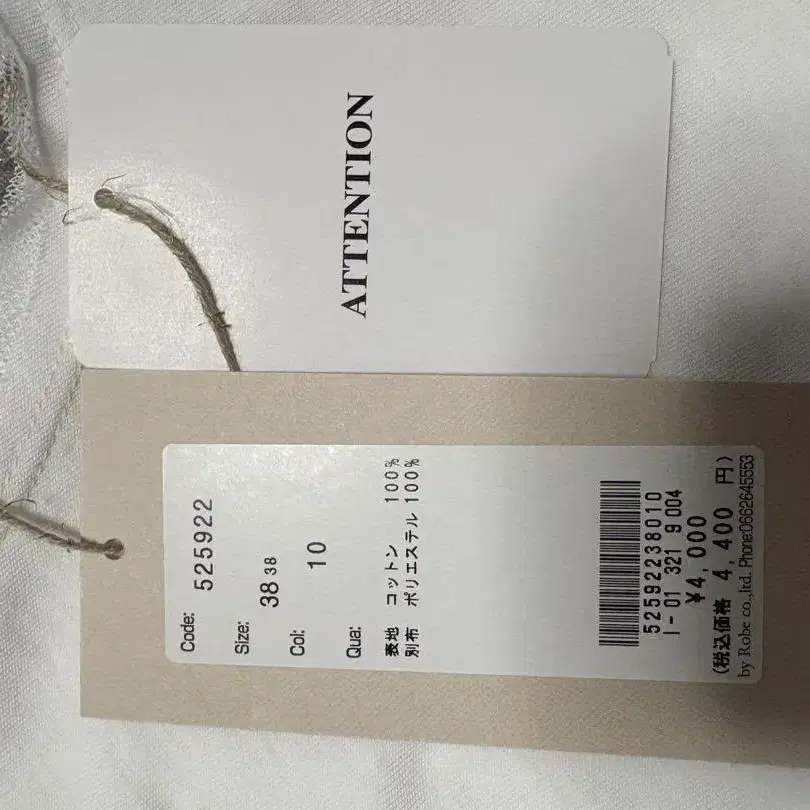 ATTENTION
Code: 525922
Size: 38 38
Col: 10
Qua:
表地 コットン 100%
別布 ポリエステル 100%
52592238010
I-01 321 9 004
¥4,000
(税込価格 4,400 円)
by Robe co.,ltd. Phone:0662645553